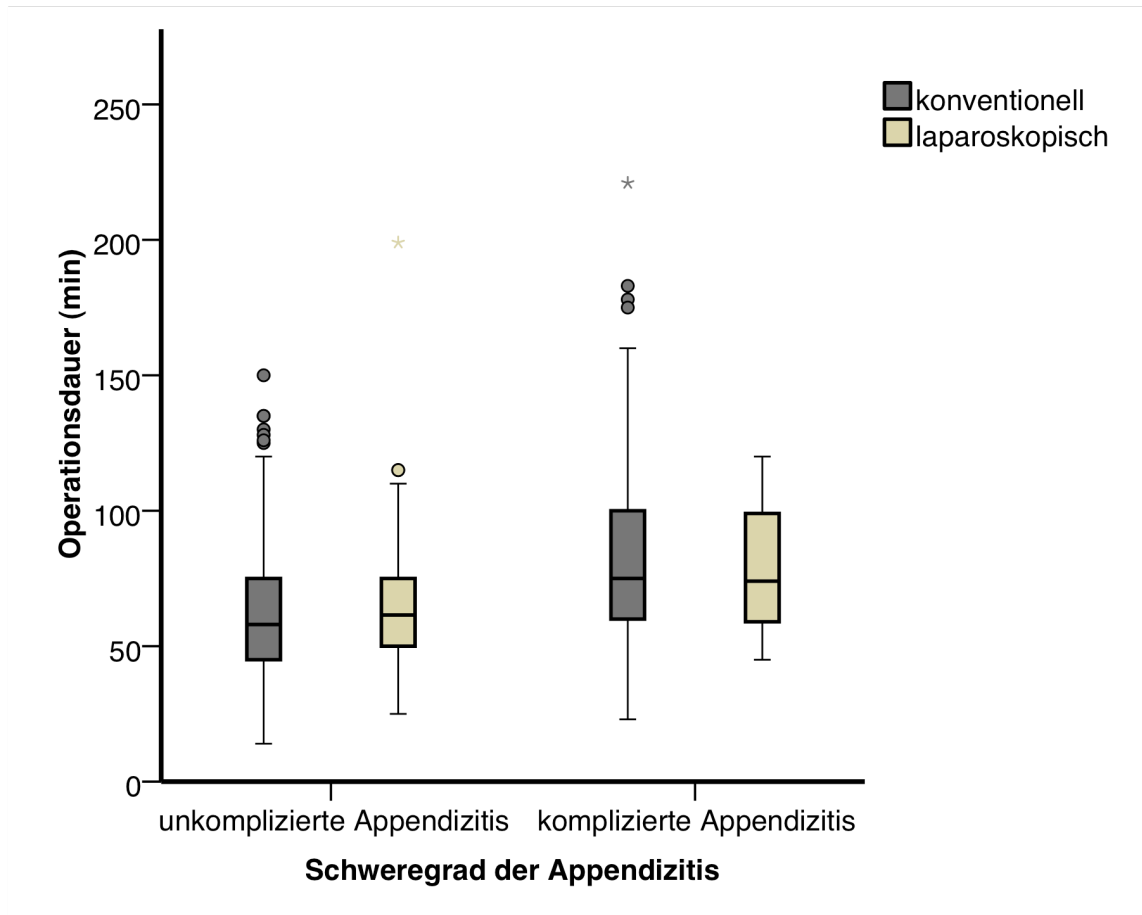 konventionell
laparoskopisch
250
200
150
100
50
0
Operationsdauer (min)
unkomplizierte Appendizitis
komplizierte Appendizitis
Schweregrad der Appendizitis